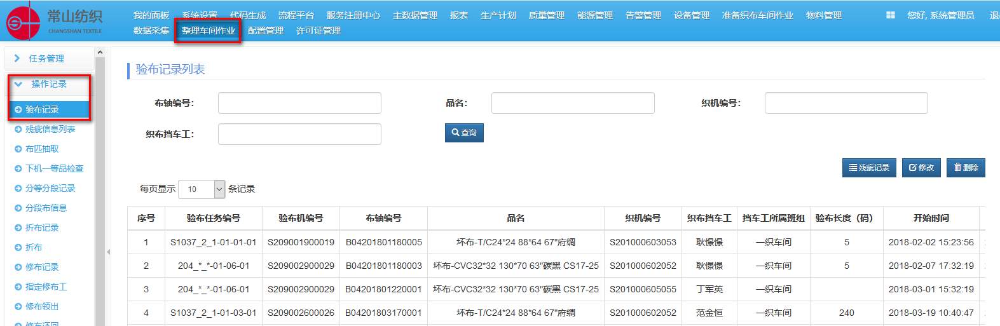 常山纺织
CHANGSHAN TEXTILE
我的面板 系统设置 代码生成 流程平台 服务注册中心 主数据管理 报表 生产计划 质量管理 能源管理 告警管理 设备管理 准备织布车间作业 物料管理 您好, 系统管理员
数据采集 整理车间作业 配置管理 许可证管理
任务管理
操作记录
验布记录
残疵信息列表
布匹抽取
下机一等品检查
分等分段记录
分段布信息
折布记录
折布
修布记录
指定修布工
修布领出
验布记录列表
布轴编号： 品名： 织机编号：
织布挡车工： 查询
残疵记录 修改 删除
每页显示 10 条记录
序号 验布任务编号 验布机编号 布轴编号 品名 织机编号 织布挡车工 挡车工所属班组 验布长度（码） 开始时间
1 S1037_2_1-01-01-01 S209001900019 B04201801180005 坏布-T/C24*24 88*64 67"府绸 S201000603053 耿憬憬 一织车间 5 2018-02-02 15:23:56
2 204_*_*-01-06-01 S209002900029 B04201801180003 坏布-CVC32*32 130*70 63"碳黑 CS17-25 S201000602052 耿憬憬 一织车间 5 2018-02-07 17:32:19
3 204_*_*-01-06-01 S209002900029 B04201801220001 坏布-CVC32*32 130*70 63"碳黑 CS17-25 S201000605055 丁军英 一织车间 2018-03-01 15:32:19
4 S1037_2_1-01-03-01 S209002600026 B04201803170001 坏布-T/C24*24 88*64 67"府绸 S201000602052 范金恒 一织车间 240 2018-03-19 10:40:47